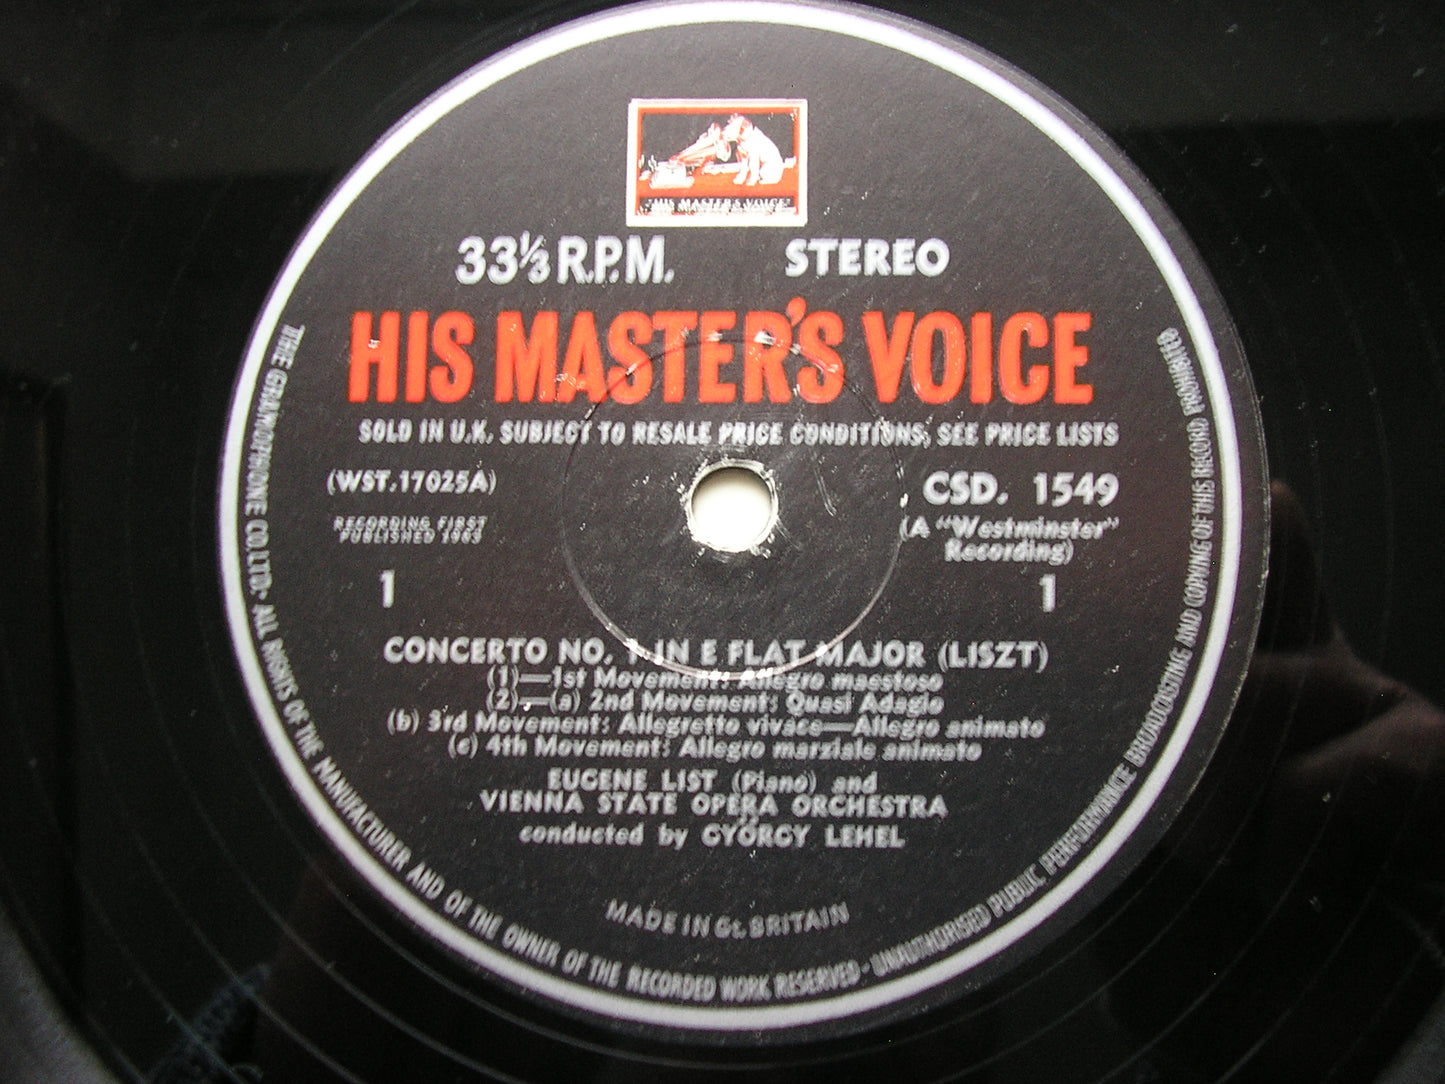 "HIS MASTER'S VOICE"
33⅓ R.P.M. STEREO
HIS MASTER'S VOICE
SOLD IN U.K. SUBJECT TO RESALE PRICE CONDITIONS, SEE PRICE LISTS
(WST.17025A) CSD. 1549
RECORDING FIRST PUBLISHED 1963
(A "Westminster" Recording)
1 1
CONCERTO NO. 1 IN E FLAT MAJOR (LISZT)
(1)—1st Movement: Allegro maestoso
(2)—(a) 2nd Movement: Quasi Adagio
(b) 3rd Movement: Allegretto vivace—Allegro animato
(c) 4th Movement: Allegro marziale animato
EUGENE LIST (Piano) and
VIENNA STATE OPERA ORCHESTRA
conducted by GYÖRGY LEHEL
MADE IN Gt. BRITAIN
THE GRAMOPHONE CO. LTD. · ALL RIGHTS OF THE MANUFACTURER AND OF THE OWNER OF THE RECORDED WORK RESERVED · UNAUTHORISED PUBLIC PERFORMANCE BROADCASTING AND COPYING OF THIS RECORD PROHIBITED